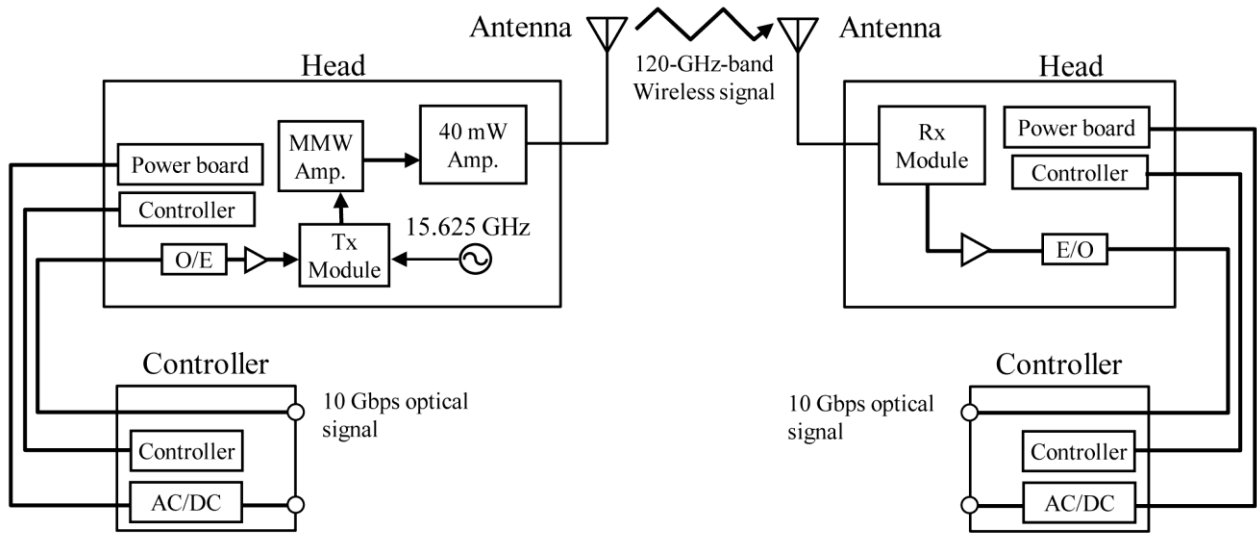 Antenna
Antenna
120-GHz-band
Wireless signal
Head
Power board
Controller
O/E
MMW
Amp.
40 mW
Amp.
Tx
Module
15.625 GHz
Head
Rx
Module
Power board
Controller
E/O
Controller
10 Gbps optical
signal
Controller
AC/DC
Controller
10 Gbps optical
signal
Controller
AC/DC